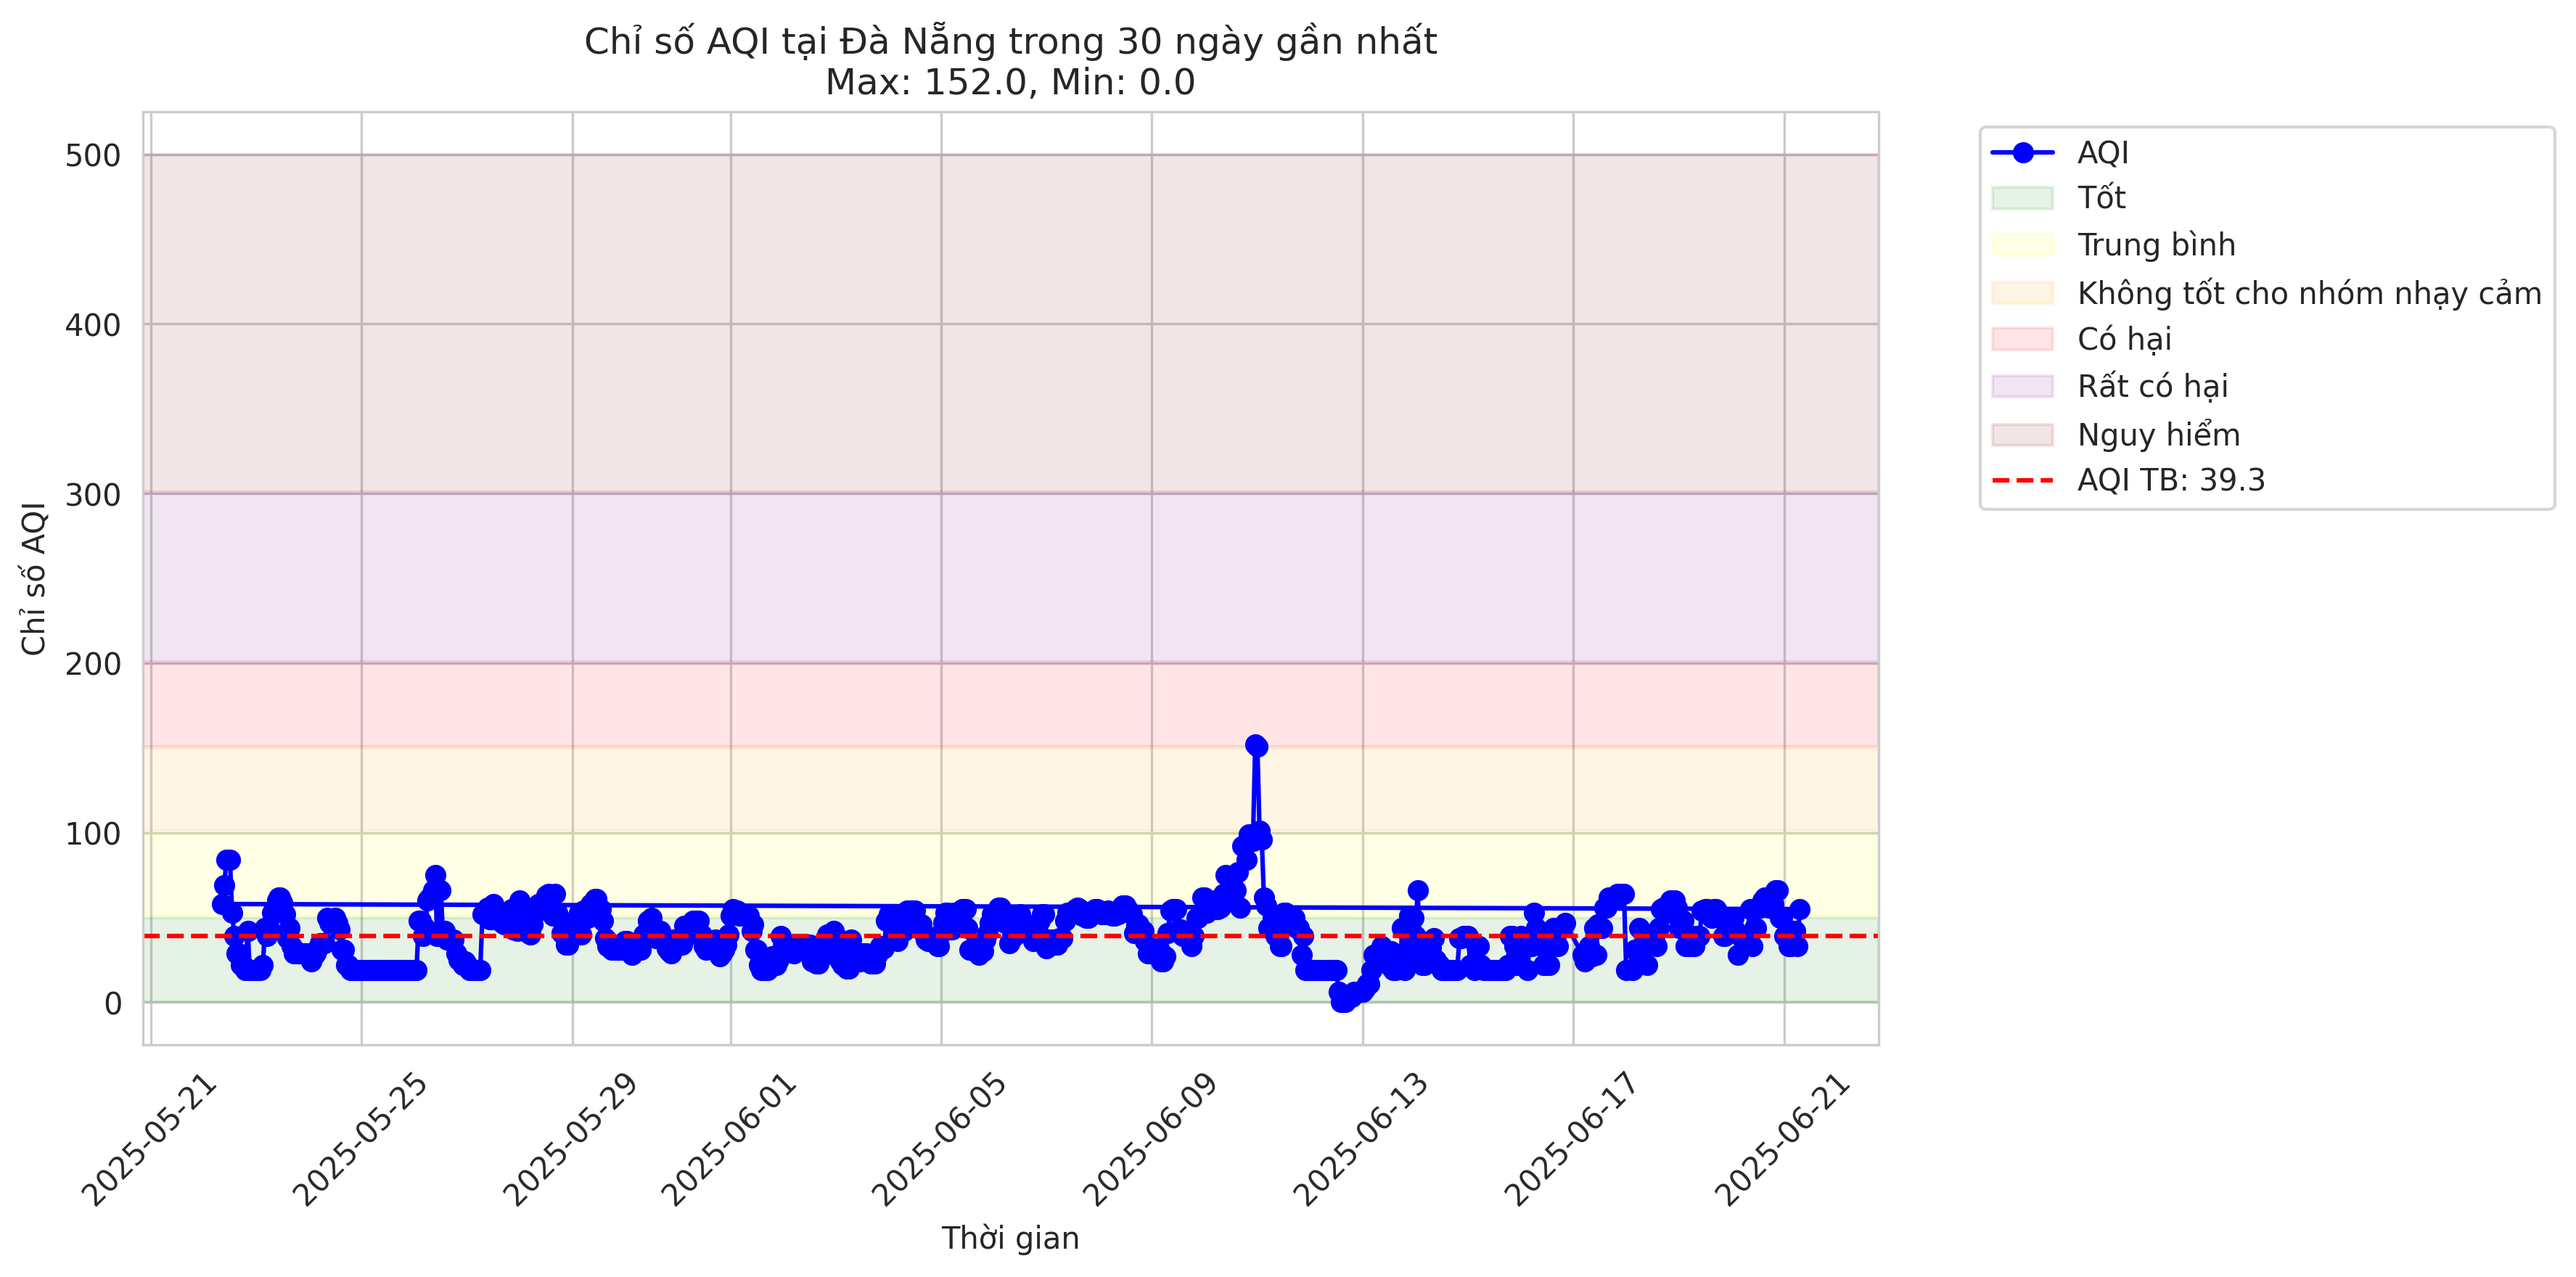 Chỉ số AQI tại Đà Nẵng trong 30 ngày gần nhất
Max: 152.0, Min: 0.0
Chỉ số AQI
500
400
300
200
100
0
2025-05-21
2025-05-25
2025-05-29
2025-06-01
2025-06-05
2025-06-09
2025-06-13
2025-06-17
2025-06-21
Thời gian
AQI
Tốt
Trung bình
Không tốt cho nhóm nhạy cảm
Có hại
Rất có hại
Nguy hiểm
AQI TB: 39.3